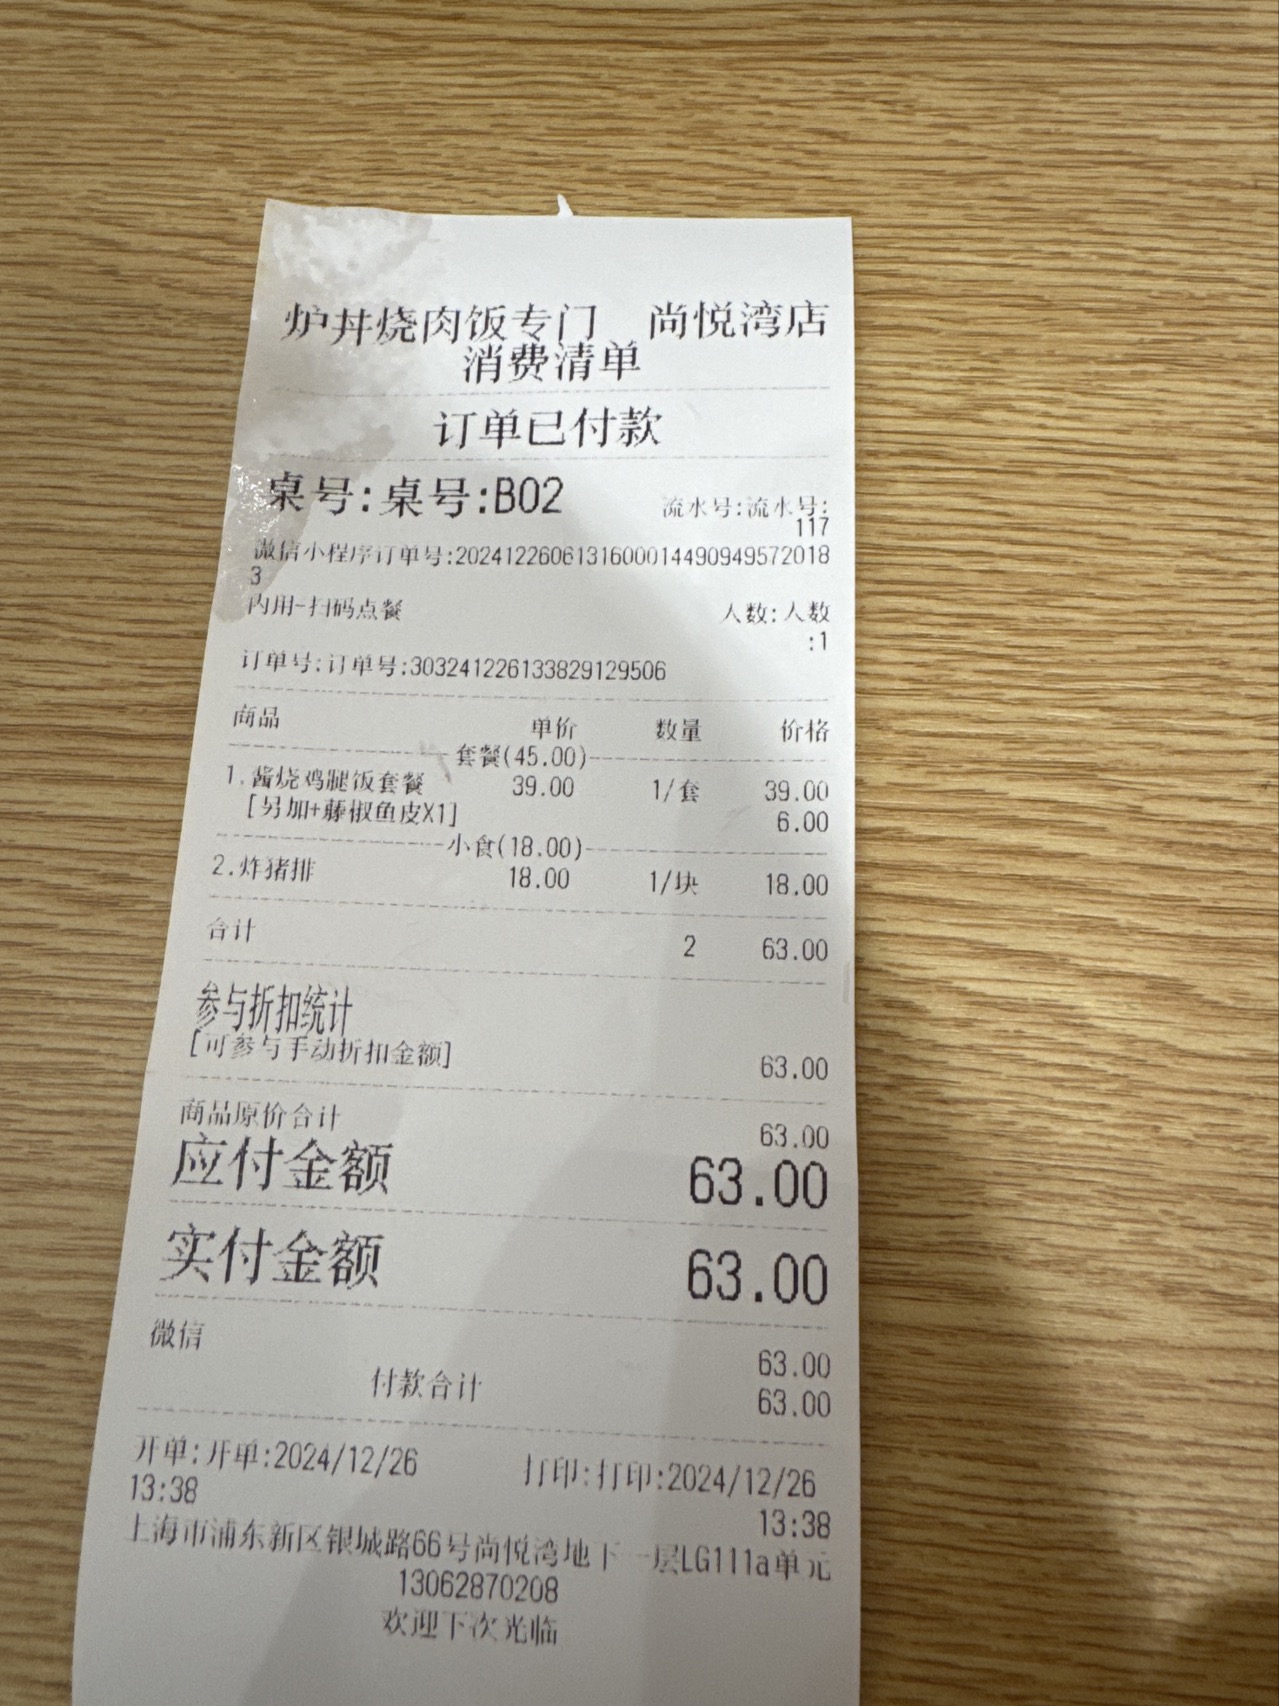 炉丼烧肉饭专门 尚悦湾店
消费清单
订单已付款
桌号:桌号:B02 流水号:流水号:
117
微信小程序订单号:2024122606131600014490949572018
3
内用-扫码点餐 人数:人数
:1
订单号:订单号:303241226133829129506
商品 单价 数量 价格
套餐(45.00)
1.酱烧鸡腿饭套餐 39.00 1/套 39.00
[另加+藤椒鱼皮X1] 6.00
小食(18.00)
2.炸猪排 18.00 1/块 18.00
合计 2 63.00
参与折扣统计
[可参与手动折扣金额] 63.00
商品原价合计 63.00
应付金额 63.00
实付金额 63.00
微信 63.00
付款合计 63.00
开单:开单:2024/12/26 打印:打印:2024/12/26
13:38 13:38
上海市浦东新区银城路66号尚悦湾地下一层LG111a单元
13062870208
欢迎下次光临